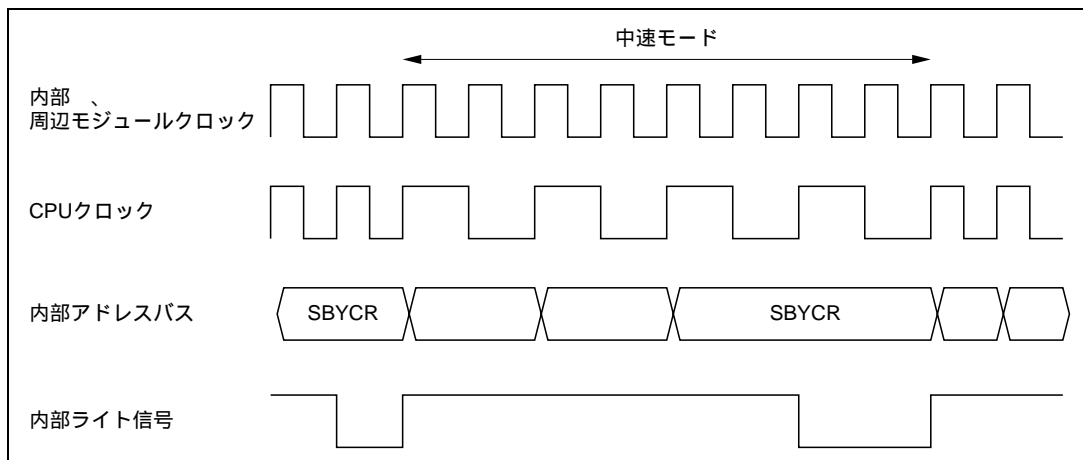 中速モード
内部　、
周辺モジュールクロック
CPUクロック
内部アドレスバス
SBYCR
SBYCR
内部ライト信号